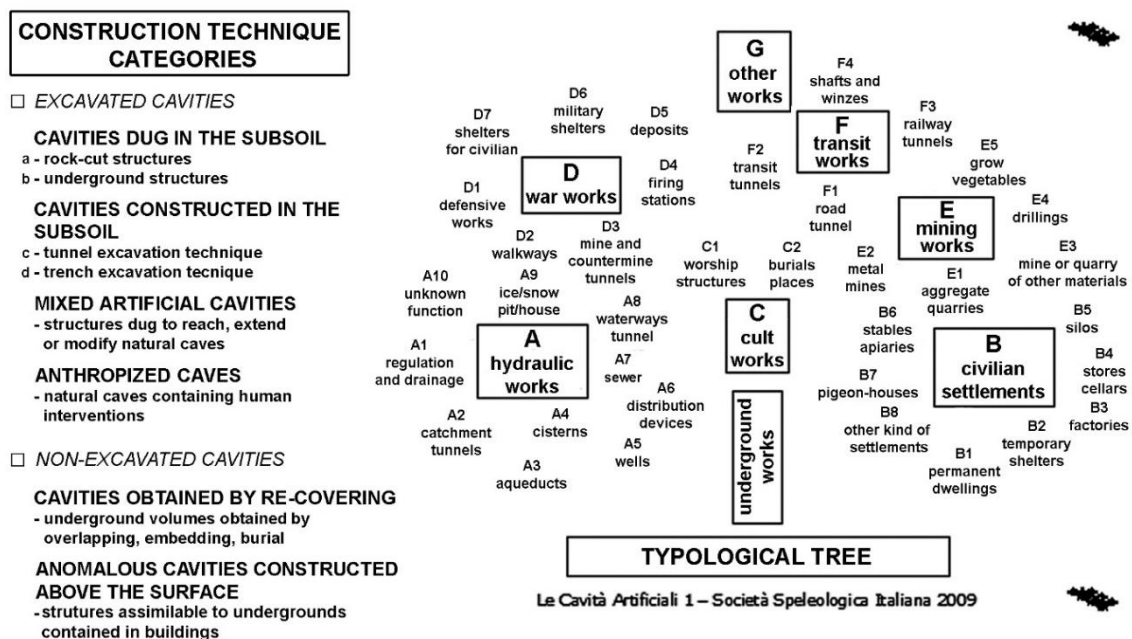 CONSTRUCTION TECHNIQUE
CATEGORIES
□ EXCAVATED CAVITIES
CAVITIES DUG IN THE SUBSOIL
a - rock-cut structures
b - underground structures
CAVITIES CONSTRUCTED IN THE
SUBSOIL
c - tunnel excavation technique
d - trench excavation tecnique
MIXED ARTIFICIAL CAVITIES
- structures dug to reach, extend
or modify natural caves
ANTHROPIZED CAVES
- natural caves containing human
interventions
□ NON-EXCAVATED CAVITIES
CAVITIES OBTAINED BY RE-COVERING
- underground volumes obtained by
overlapping, embedding, burial
ANOMALOUS CAVITIES CONSTRUCTED
ABOVE THE SURFACE
- strutures assimilable to undergrounds
contained in buildings
G
other
works
F4
shafts and
winzes
F
transit
works
F3
railway
tunnels
F2
transit
tunnels
F1
road
tunnel
D6
military
shelters
D7
shelters
for civilian
D5
deposits
D
war works
D4
firing
stations
D1
defensive
works
D2
walkways
D3
mine and
countermine
tunnels
E5
grow
vegetables
E4
drillings
E
mining
works
E3
mine or quarry
of other materials
E2
metal
mines
E1
aggregate
quarries
C1
worship
structures
C2
burials
places
C
cult
works
A10
unknown
function
A9
ice/snow
pit/house
A8
waterways
tunnel
A
hydraulic
works
A1
regulation
and drainage
A7
sewer
A6
distribution
devices
A2
catchment
tunnels
A4
cisterns
A5
wells
A3
aqueducts
B6
stables
apiaries
B5
silos
B
civilian
settlements
B4
stores
cellars
B7
pigeon-houses
B3
factories
B8
other kind of
settlements
B2
temporary
shelters
B1
permanent
dwellings
underground
works
TYPOLOGICAL TREE
Le Cavità Artificiali 1 – Società Speleologica Italiana 2009